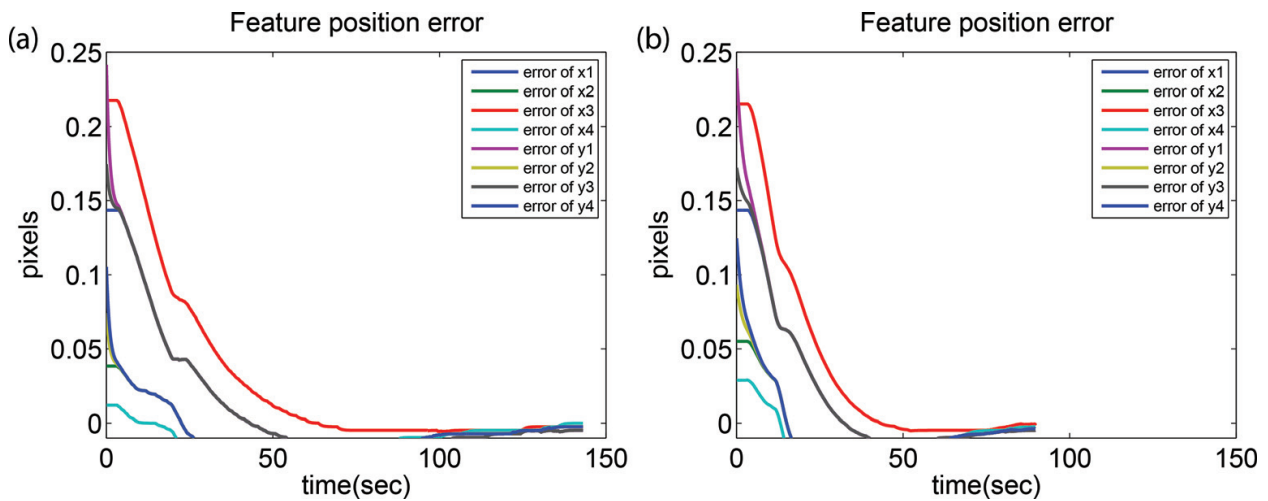 (a)
Feature position error
0.25
0.2
0.15
0.1
0.05
0
pixels
error of x1
error of x2
error of x3
error of x4
error of y1
error of y2
error of y3
error of y4
0 50 100 150
time(sec)
(b)
Feature position error
0.25
0.2
0.15
0.1
0.05
0
pixels
error of x1
error of x2
error of x3
error of x4
error of y1
error of y2
error of y3
error of y4
0 50 100 150
time(sec)